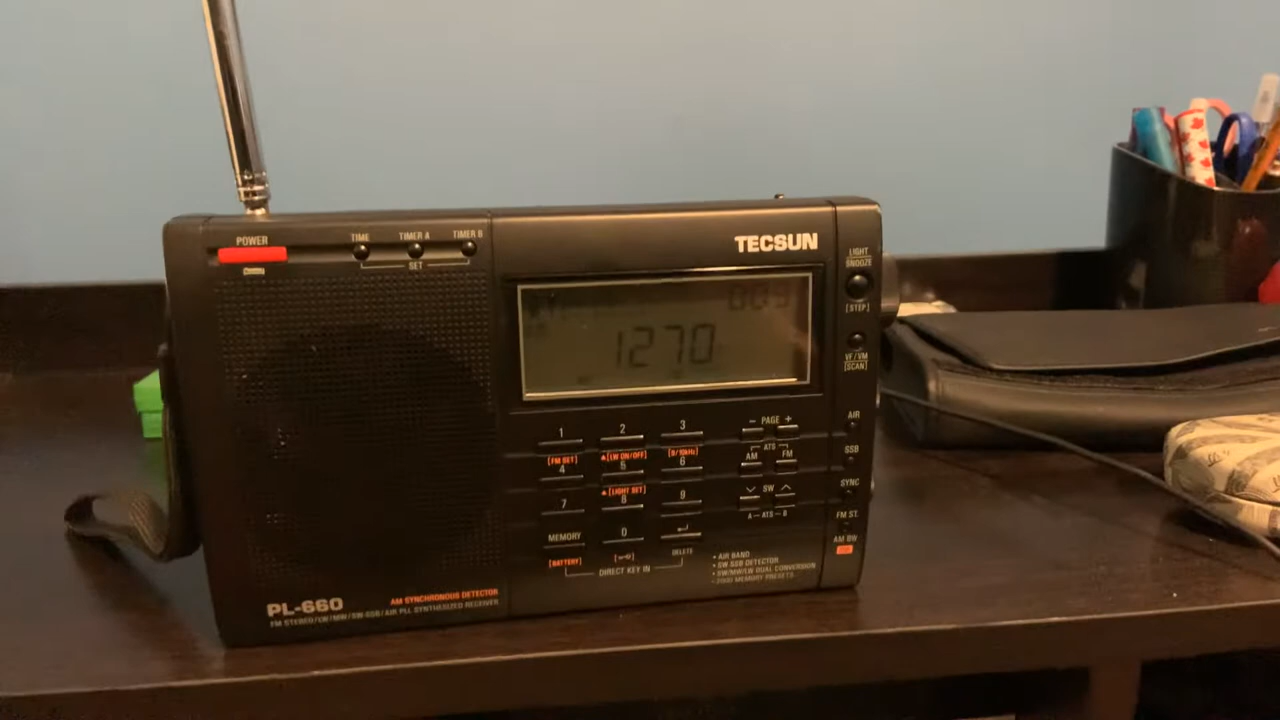 POWER
TIME TIMER A TIMER B
SET
TECSUN
LIGHT
SNOOZE
[STEP]
1270
VF/VM
[SCAN]
1 2 3
- PAGE +
[FM SET] [LW ON/OFF] [9/10kHz]
ATS
4 5 6
AM FM
AIR
SSB
[LIGHT SET]
7 8 9
SW
A - ATS - B
SYNC
FM ST.
MEMORY 0
AM BW
[BATTERY] DELETE
DIRECT KEY IN
• AIR BAND
• SW SSB DETECTOR
• SW/MW/LW DUAL CONVERSION
• 2000 MEMORY PRESETS
PL-660
AM SYNCHRONOUS DETECTOR
FM STEREO/LW/MW/SW-SSB/AIR PLL SYNTHESIZED RECEIVER